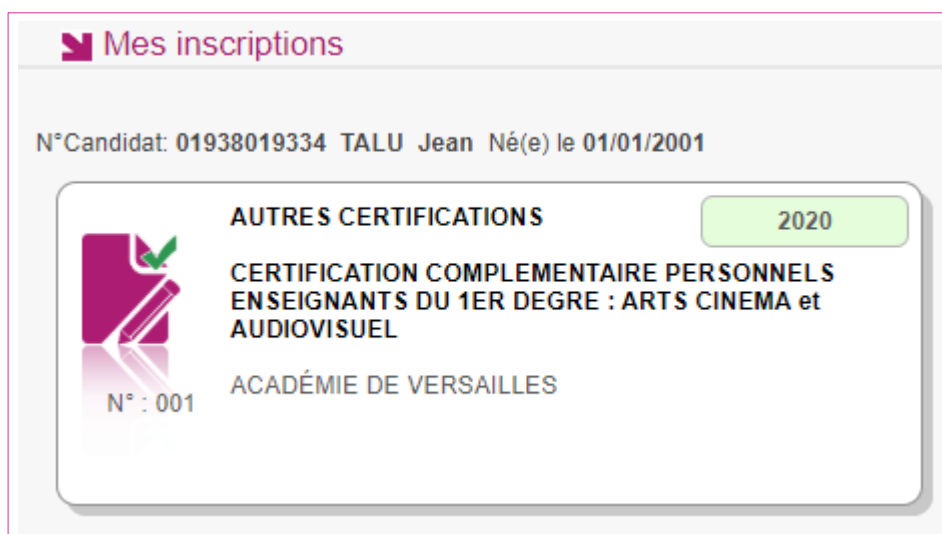 Mes inscriptions
N°Candidat: 01938019334 TALU Jean Né(e) le 01/01/2001
AUTRES CERTIFICATIONS
2020
CERTIFICATION COMPLEMENTAIRE PERSONNELS
ENSEIGNANTS DU 1ER DEGRE : ARTS CINEMA et
AUDIOVISUEL
ACADÉMIE DE VERSAILLES
N° : 001